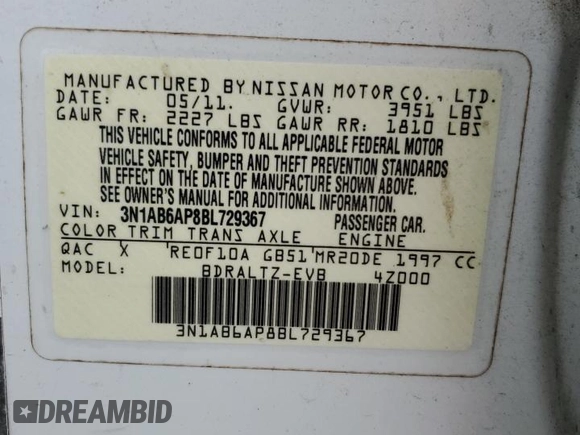 MANUFACTURED BY NISSAN MOTOR CO., LTD.
DATE: 05/11. GVWR: 3951 LBS
GAWR FR: 2227 LBS GAWR RR: 1810 LBS
THIS VEHICLE CONFORMS TO ALL APPLICABLE FEDERAL MOTOR
VEHICLE SAFETY, BUMPER AND THEFT PREVENTION STANDARDS
IN EFFECT ON THE DATE OF MANUFACTURE SHOWN ABOVE.
SEE OWNER'S MANUAL FOR ADDITIONAL INFORMATION.
VIN: 3N1AB6AP8BL729367 PASSENGER CAR.
COLOR TRIM TRANS AXLE ENGINE
QAC X RE0F10A GB51 MR20DE 1997 CC
MODEL: BDRALTZ-EVB 4Z000
3N1AB6AP8BL729367
DREAMBID